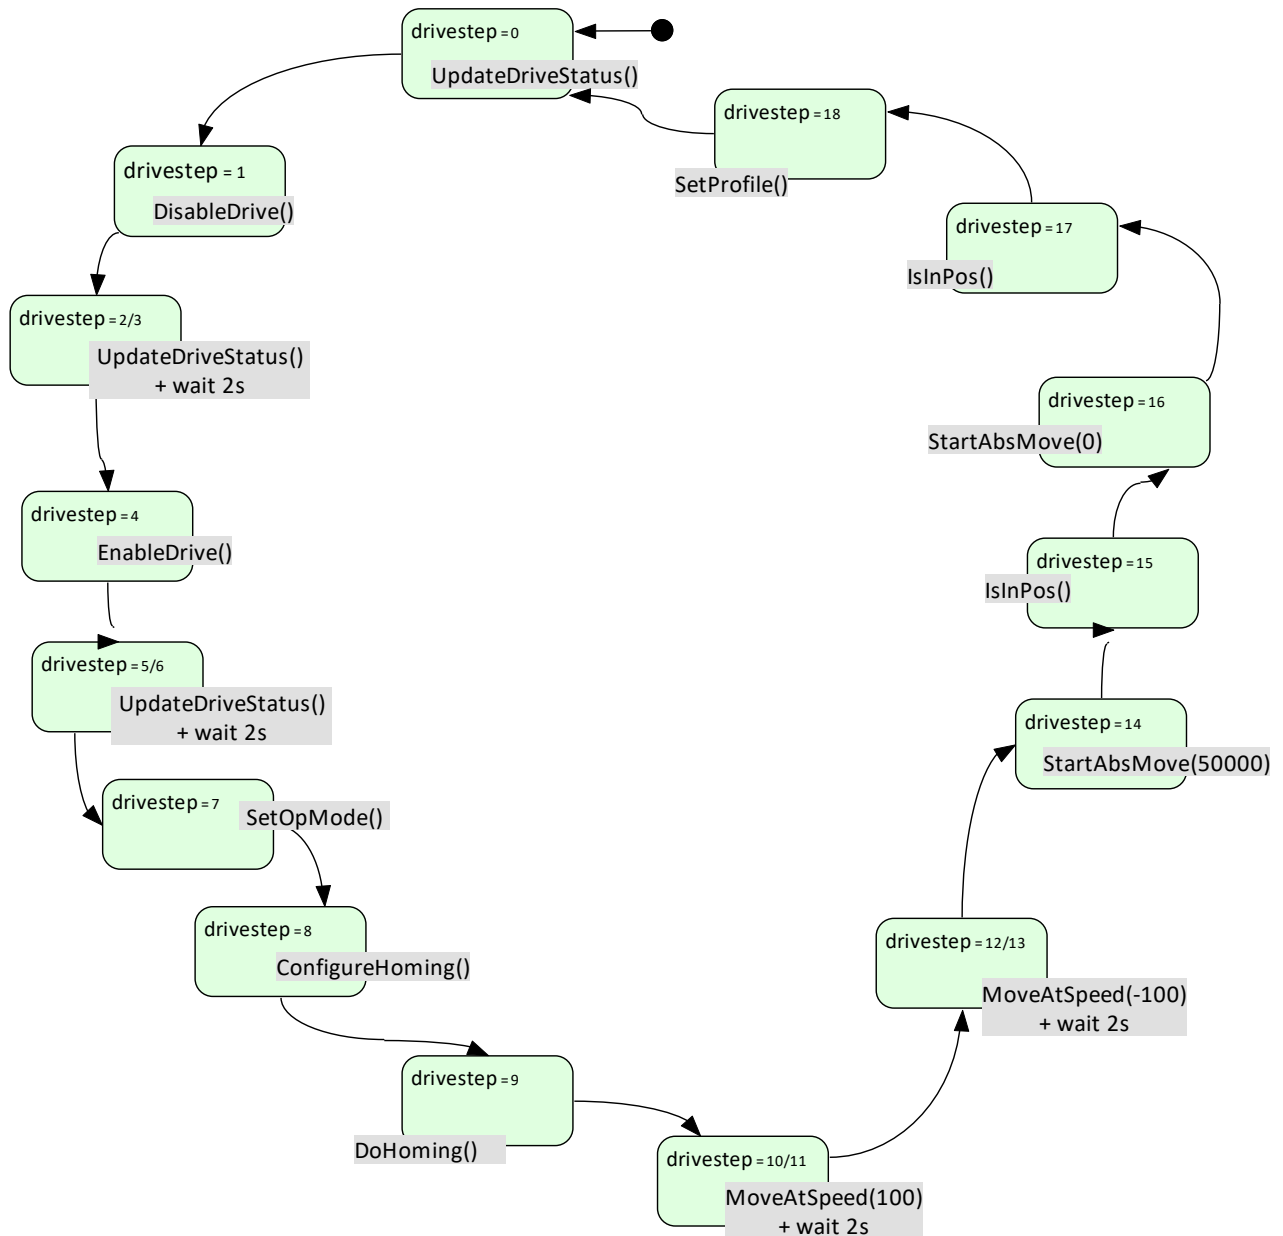 drivestep = 0
UpdateDriveStatus()
drivestep = 18
SetProfile()
drivestep = 1
DisableDrive()
drivestep = 17
IsInPos()
drivestep = 2/3
UpdateDriveStatus()
+ wait 2s
drivestep = 16
StartAbsMove(0)
drivestep = 4
EnableDrive()
drivestep = 15
IsInPos()
drivestep = 5/6
UpdateDriveStatus()
+ wait 2s
drivestep = 14
StartAbsMove(50000)
drivestep = 7
SetOpMode()
drivestep = 8
ConfigureHoming()
drivestep = 12/13
MoveAtSpeed(-100)
+ wait 2s
drivestep = 9
DoHoming()
drivestep = 10/11
MoveAtSpeed(100)
+ wait 2s